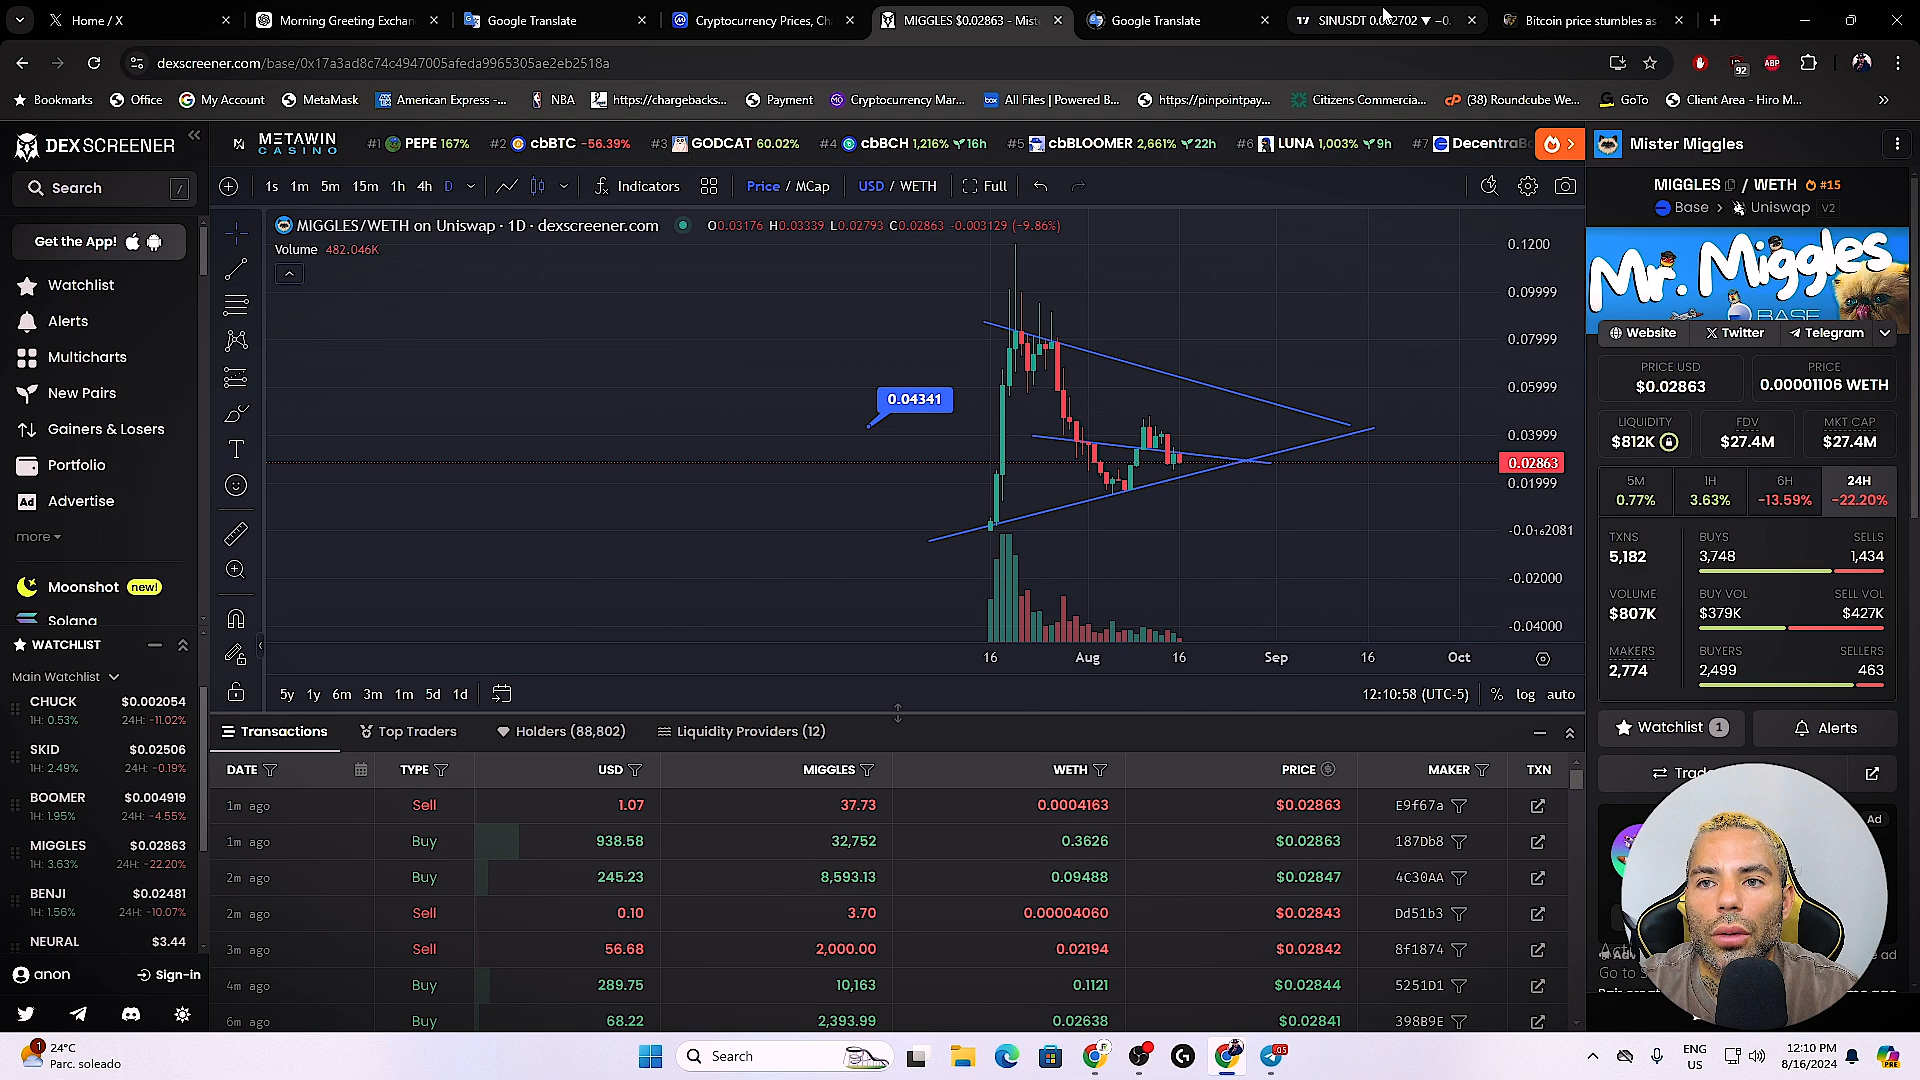 Home / X
Morning Greeting Exchan
Google Translate
Cryptocurrency Prices, Ch
MIGGLES $0.02863 - Mist
Google Translate
SINUSDT 0.002702 ▼ −0.
Bitcoin price stumbles as
dexscreener.com/base/0x17a3ad8c74c4947005afeda9965305ae2eb2518a
92
ABP
Bookmarks
Office
My Account
MetaMask
American Express -...
NBA
https://chargebacks...
Payment
Cryptocurrency Mar...
All Files | Powered B...
https://pinpointpay...
Citizens Commercia...
(38) Roundcube We...
GoTo
Client Area - Hiro M...
DEX SCREENER
METAWIN CASINO
#1 PEPE 167%
#2 cbBTC -56.39%
#3 GODCAT 60.02%
#4 cbBCH 1,216% 16h
#5 cbBLOOMER 2,661% 22h
#6 LUNA 1,003% 9h
#7 DecentraB
Mister Miggles
Search /
1s 1m 5m 15m 1h 4h D
Indicators
Price / MCap
USD / WETH
Full
MIGGLES / WETH #15
Base > Uniswap V2
Get the App!
Watchlist
Alerts
Multicharts
New Pairs
Gainers & Losers
Portfolio
Ad Advertise
more
Moonshot new!
Solana
MIGGLES/WETH on Uniswap · 1D · dexscreener.com
O0.03176 H0.03339 L0.02793 C0.02863 -0.003129 (−9.86%)
Volume 482.046K
0.04341
0.1200
0.09999
0.07999
0.05999
0.03999
0.02863
0.01999
-0.0₁₆2081
-0.02000
-0.04000
16 Aug 16 Sep 16 Oct
5y 1y 6m 3m 1m 5d 1d
12:10:58 (UTC-5) % log auto
Mr. Miggles
BASE
Website
Twitter
Telegram
PRICE USD
$0.02863
PRICE
0.00001106 WETH
LIQUIDITY
$812K
FDV
$27.4M
MKT CAP
$27.4M
5M
0.77%
1H
3.63%
6H
-13.59%
24H
-22.20%
TXNS
5,182
BUYS
3,748
SELLS
1,434
VOLUME
$807K
BUY VOL
$379K
SELL VOL
$427K
MAKERS
2,774
BUYERS
2,499
SELLERS
463
Watchlist 1
Alerts
Ad
WATCHLIST
Main Watchlist
CHUCK $0.002054
1H: 0.53% 24H: -11.02%
SKID $0.02506
1H: 2.49% 24H: -0.19%
BOOMER $0.004919
1H: 1.95% 24H: -4.55%
MIGGLES $0.02863
1H: 3.63% 24H: -22.20%
BENJI $0.02481
1H: 1.56% 24H: -10.07%
NEURAL $3.44
anon
Sign-in
Transactions
Top Traders
Holders (88,802)
Liquidity Providers (12)
DATE TYPE USD MIGGLES WETH PRICE MAKER TXN
1m ago Sell 1.07 37.73 0.0004163 $0.02863 E9f67a
1m ago Buy 938.58 32,752 0.3626 $0.02863 187Db8
2m ago Buy 245.23 8,593.13 0.09488 $0.02847 4C30AA
2m ago Sell 0.10 3.70 0.00004060 $0.02843 Dd51b3
3m ago Sell 56.68 2,000.00 0.02194 $0.02842 8f1874
4m ago Buy 289.75 10,163 0.1121 $0.02844 5251D1
6m ago Buy 68.22 2,393.99 0.02638 $0.02841 398B9E
24°C
Parc. soleado
Search
ENG
US
12:10 PM
8/16/2024